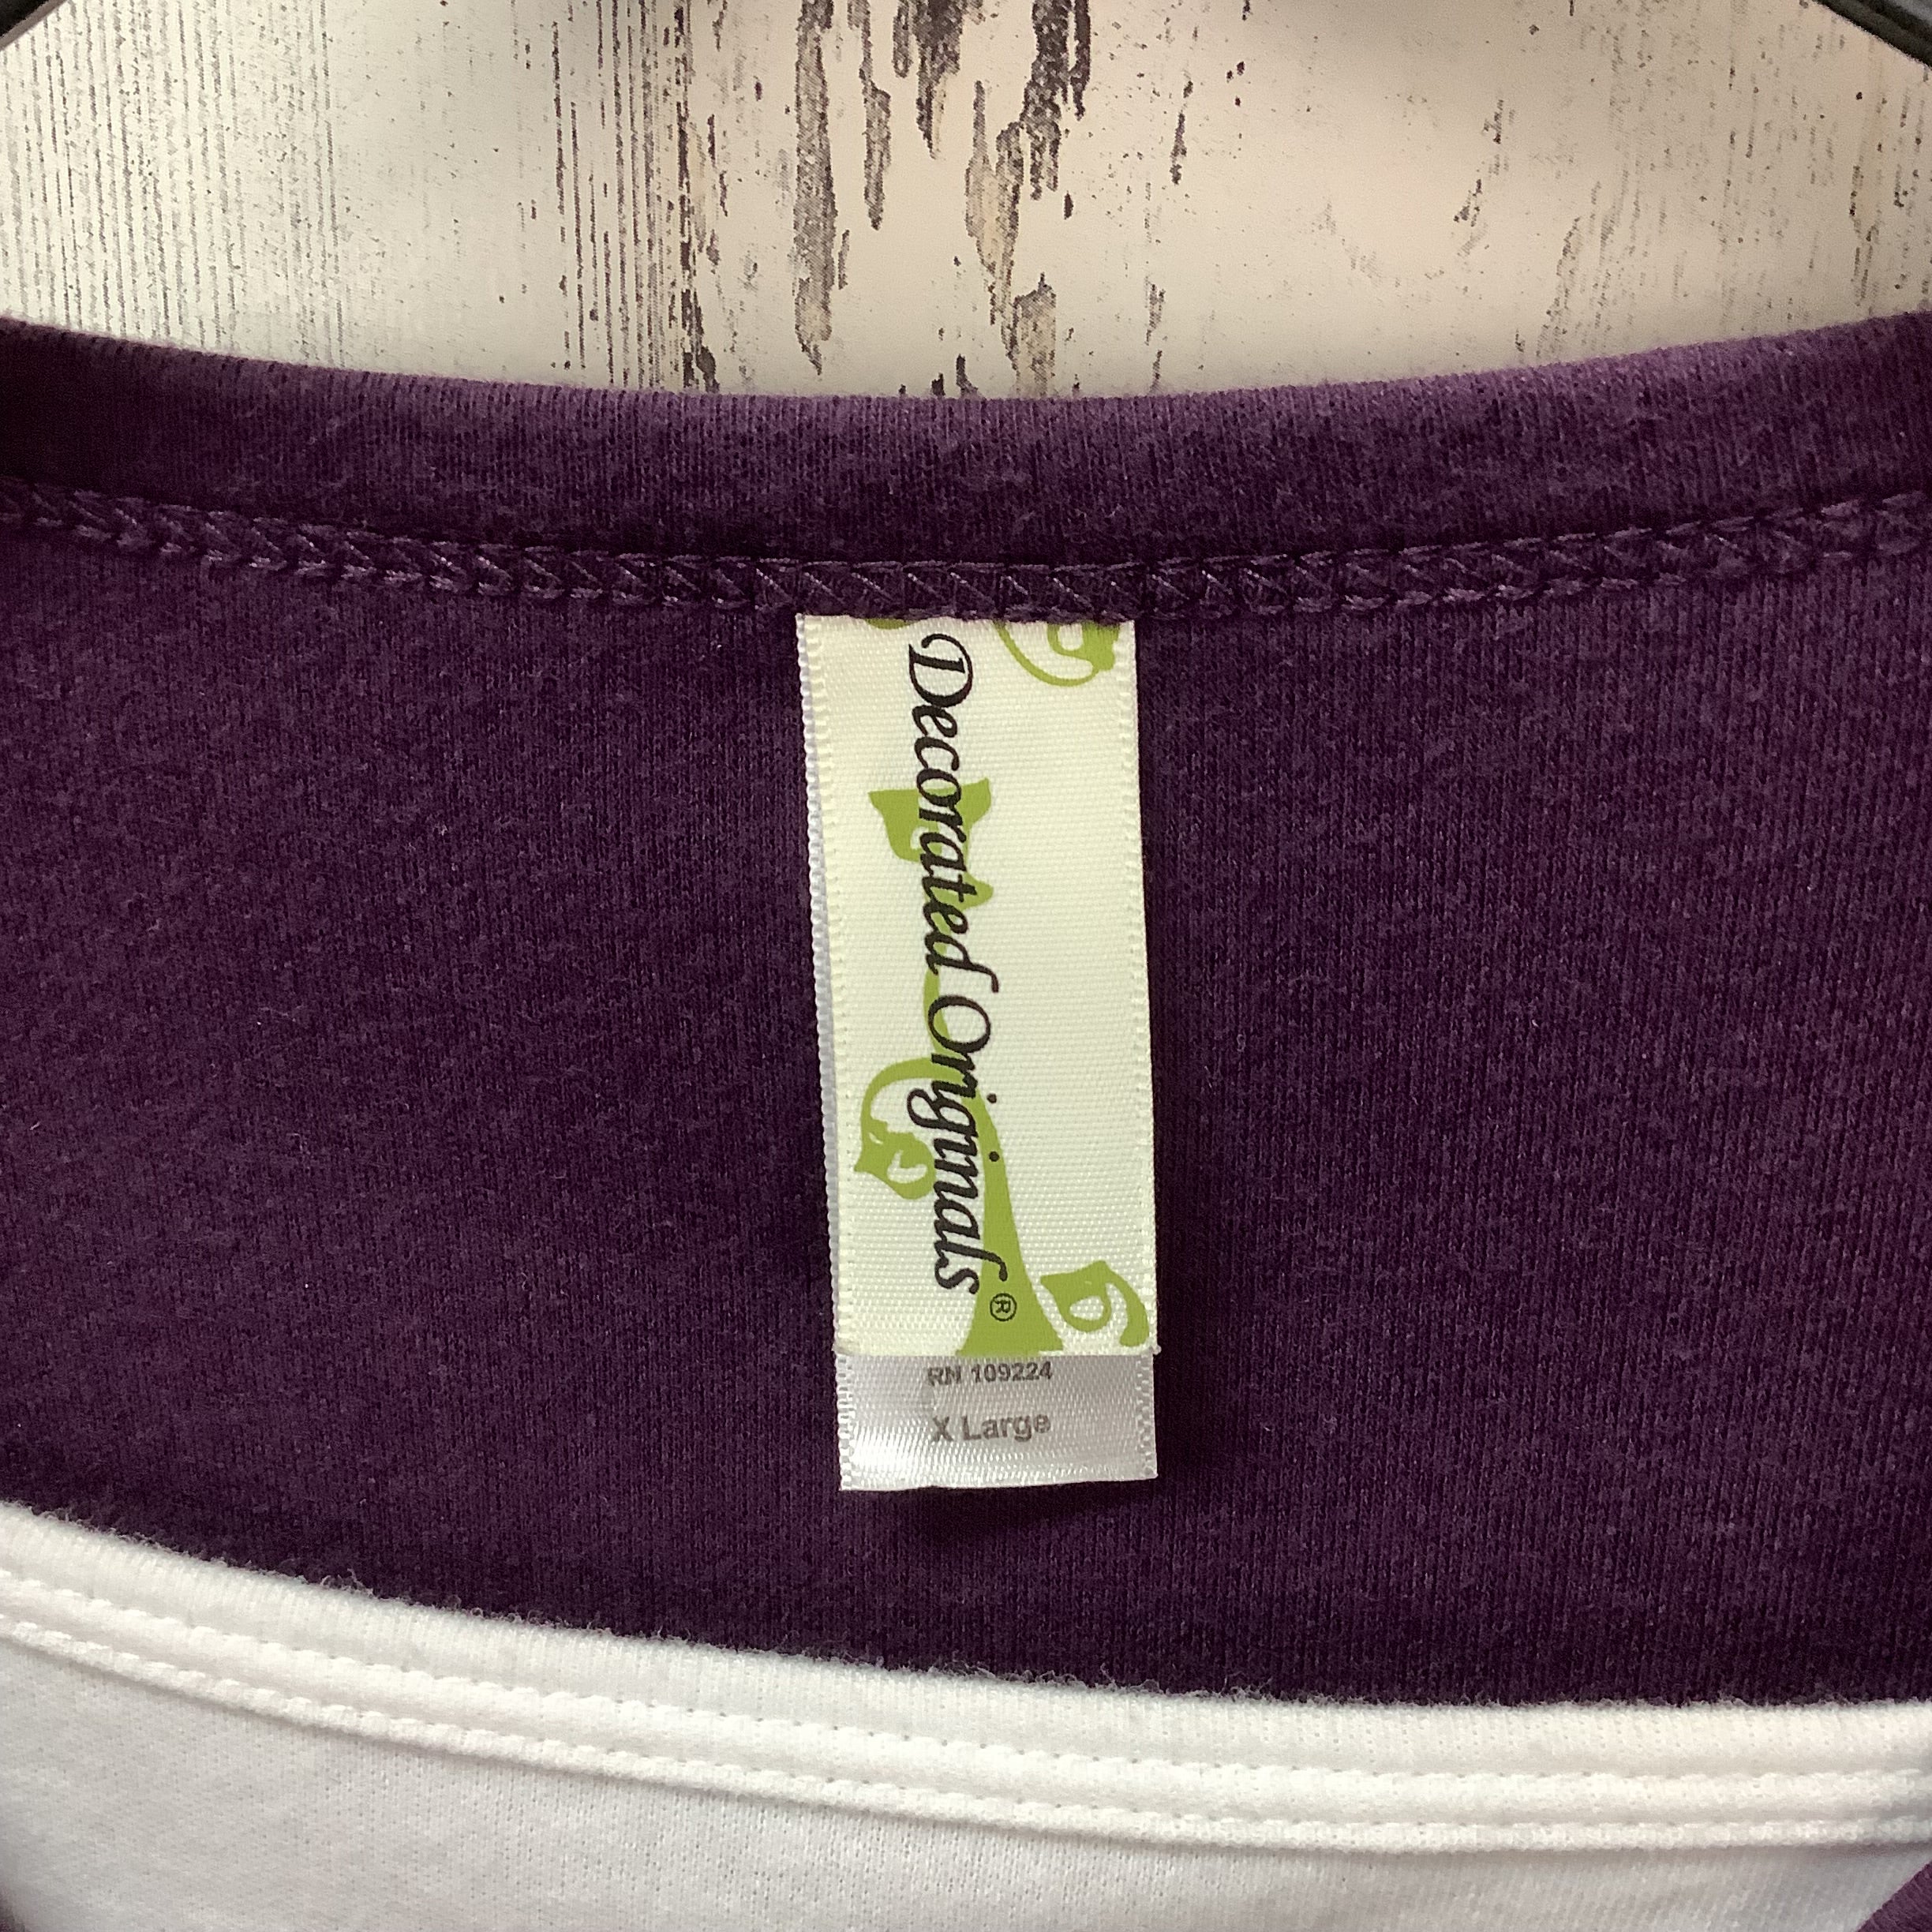 Decorated Originals®
RN 109224
X Large